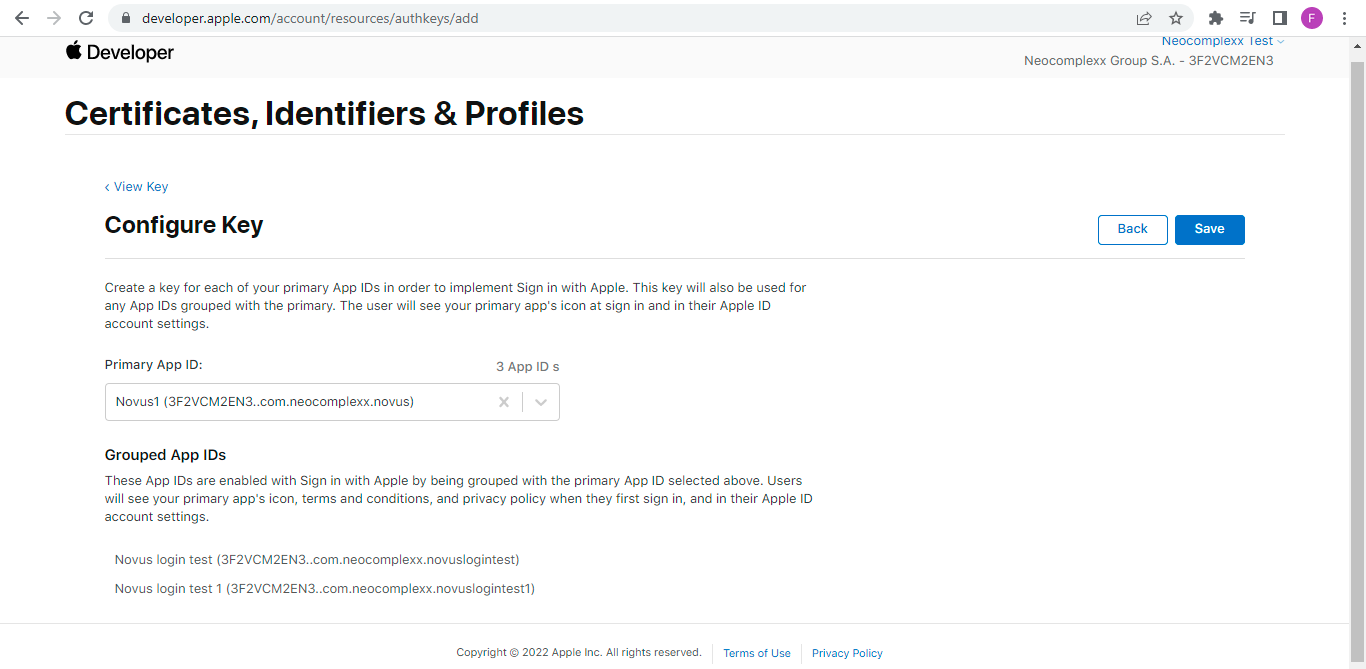 developer.apple.com/account/resources/authkeys/add
F
Developer
Neocomplexx Test
Neocomplexx Group S.A. - 3F2VCM2EN3
Certificates, Identifiers & Profiles
‹ View Key
Configure Key
Back
Save
Create a key for each of your primary App IDs in order to implement Sign in with Apple. This key will also be used for
any App IDs grouped with the primary. The user will see your primary app's icon at sign in and in their Apple ID
account settings.
Primary App ID:
3 App ID s
Novus1 (3F2VCM2EN3..com.neocomplexx.novus)
Grouped App IDs
These App IDs are enabled with Sign in with Apple by being grouped with the primary App ID selected above. Users
will see your primary app's icon, terms and conditions, and privacy policy when they first sign in, and in their Apple ID
account settings.
Novus login test (3F2VCM2EN3..com.neocomplexx.novuslogintest)
Novus login test 1 (3F2VCM2EN3..com.neocomplexx.novuslogintest1)
Copyright © 2022 Apple Inc. All rights reserved.
Terms of Use
Privacy Policy